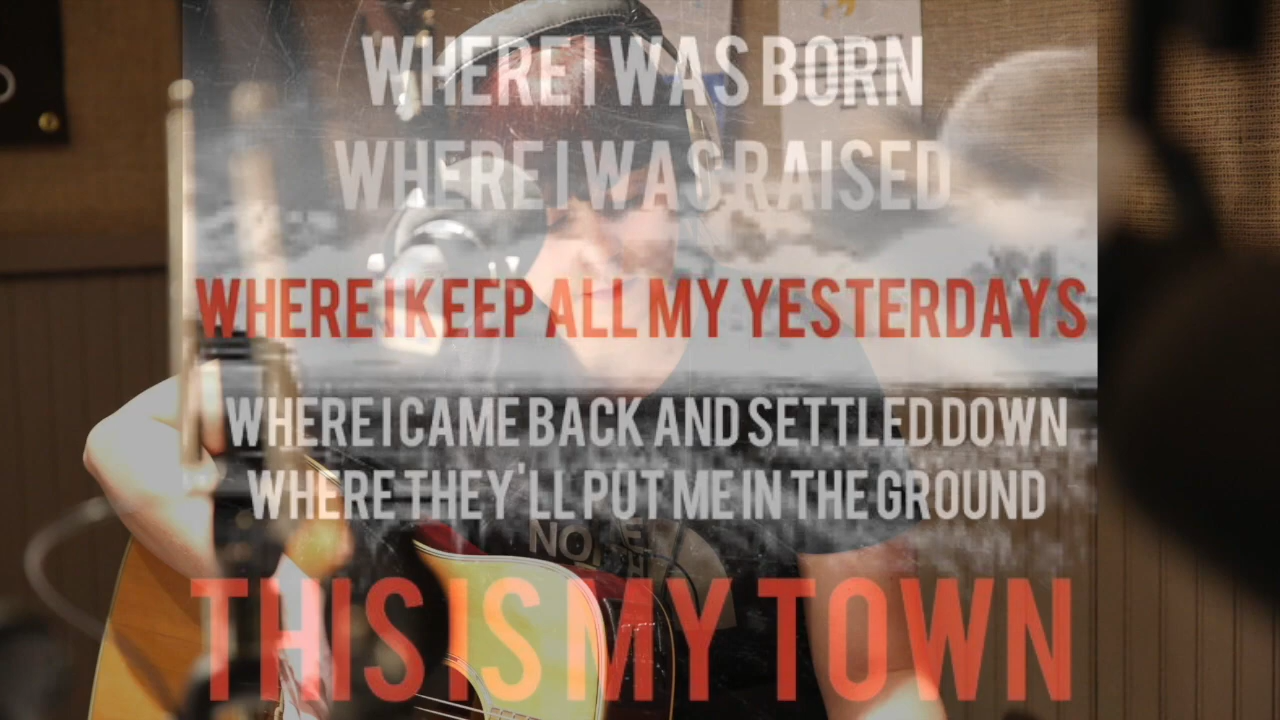 WHERE I WAS BORN
WHERE I WAS RAISED
WHERE I KEEP ALL MY YESTERDAYS
WHERE I CAME BACK AND SETTLED DOWN
WHERE THEY'LL PUT ME IN THE GROUND
THIS IS MY TOWN